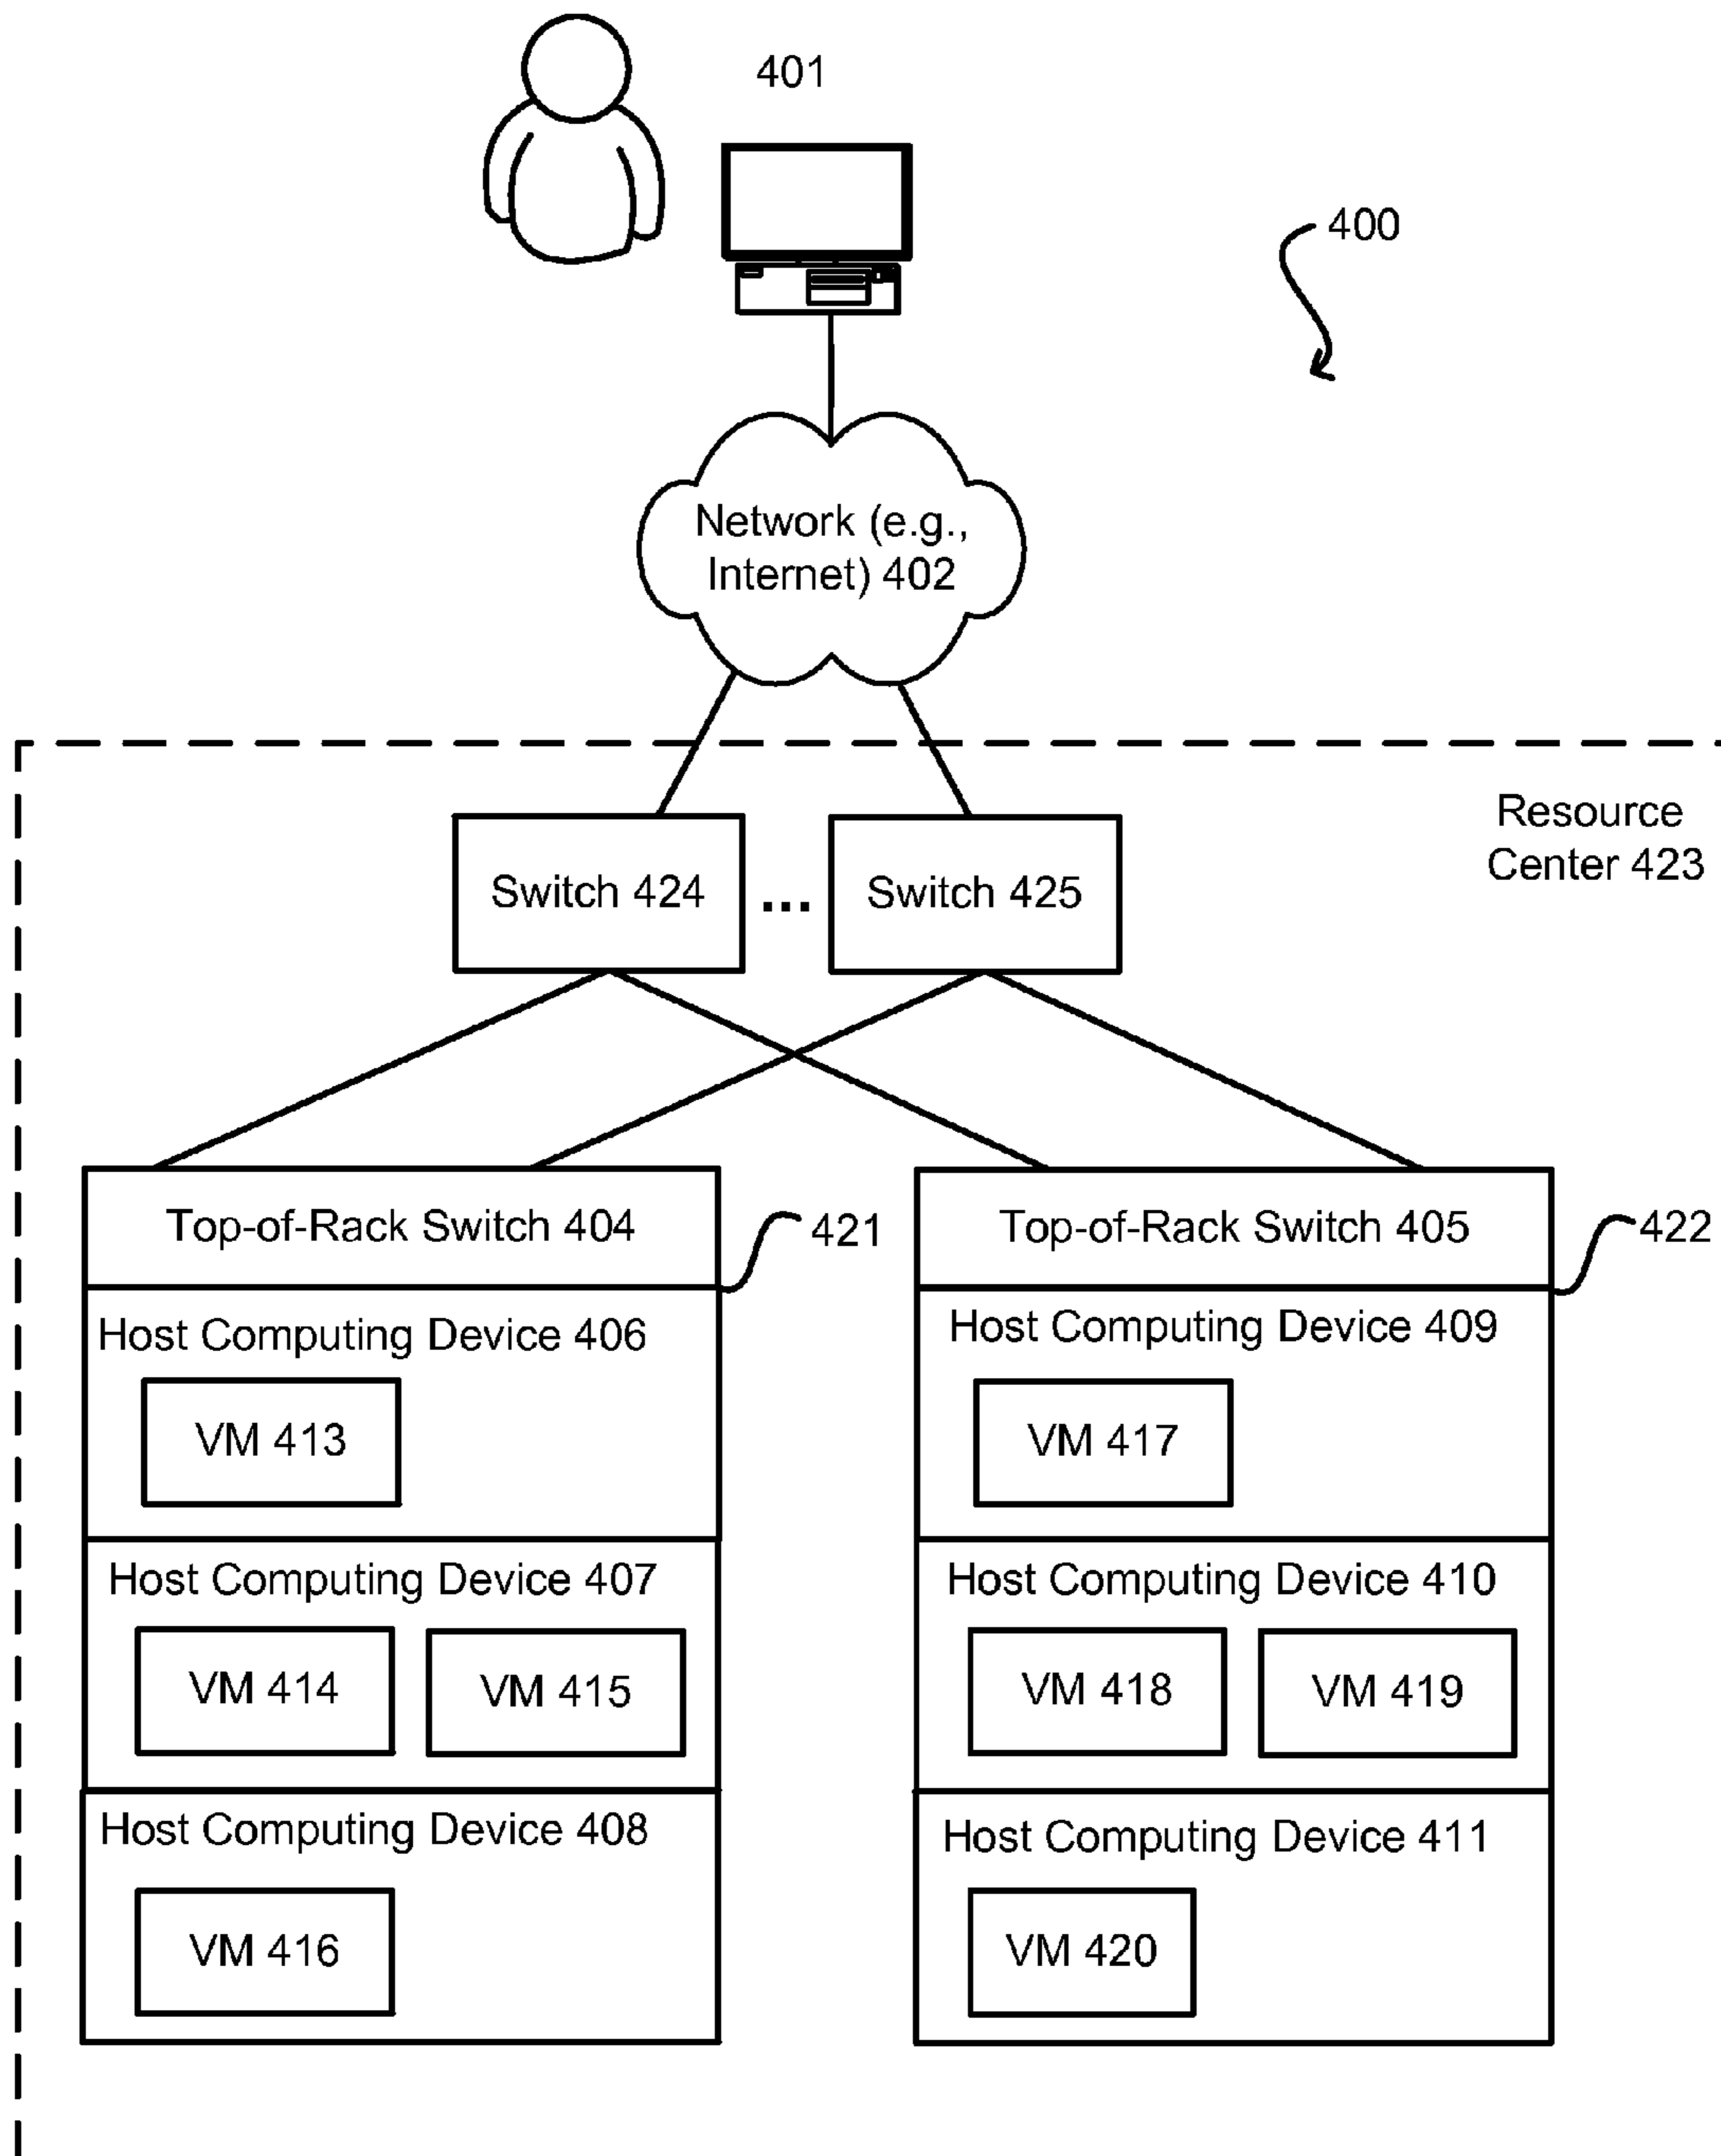 401
400
Network (e.g.,
Internet) 402
Resource
Center 423
Switch 424
...
Switch 425
Top-of-Rack Switch 404
421
Top-of-Rack Switch 405
422
Host Computing Device 406
VM 413
Host Computing Device 409
VM 417
Host Computing Device 407
VM 414
VM 415
Host Computing Device 410
VM 418
VM 419
Host Computing Device 408
VM 416
Host Computing Device 411
VM 420